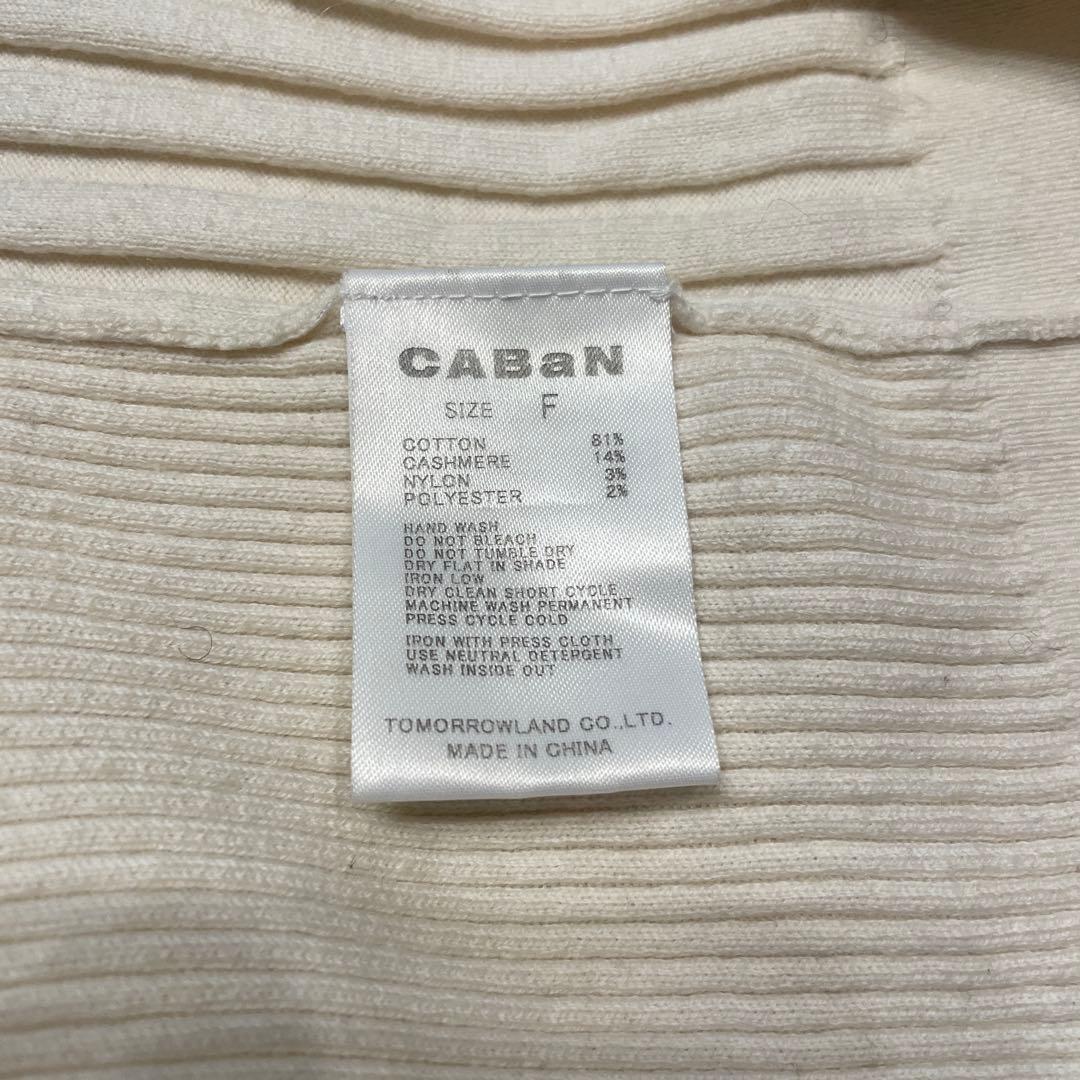 CABaN
SIZE F
COTTON 81%
CASHMERE 14%
NYLON 3%
POLYESTER 2%
HAND WASH
DO NOT BLEACH
DO NOT TUMBLE DRY
DRY FLAT IN SHADE
IRON LOW
DRY CLEAN SHORT CYCLE
MACHINE WASH PERMANENT
PRESS CYCLE COLD
IRON WITH PRESS CLOTH
USE NEUTRAL DETERGENT
WASH INSIDE OUT
TOMORROWLAND CO.,LTD.
MADE IN CHINA